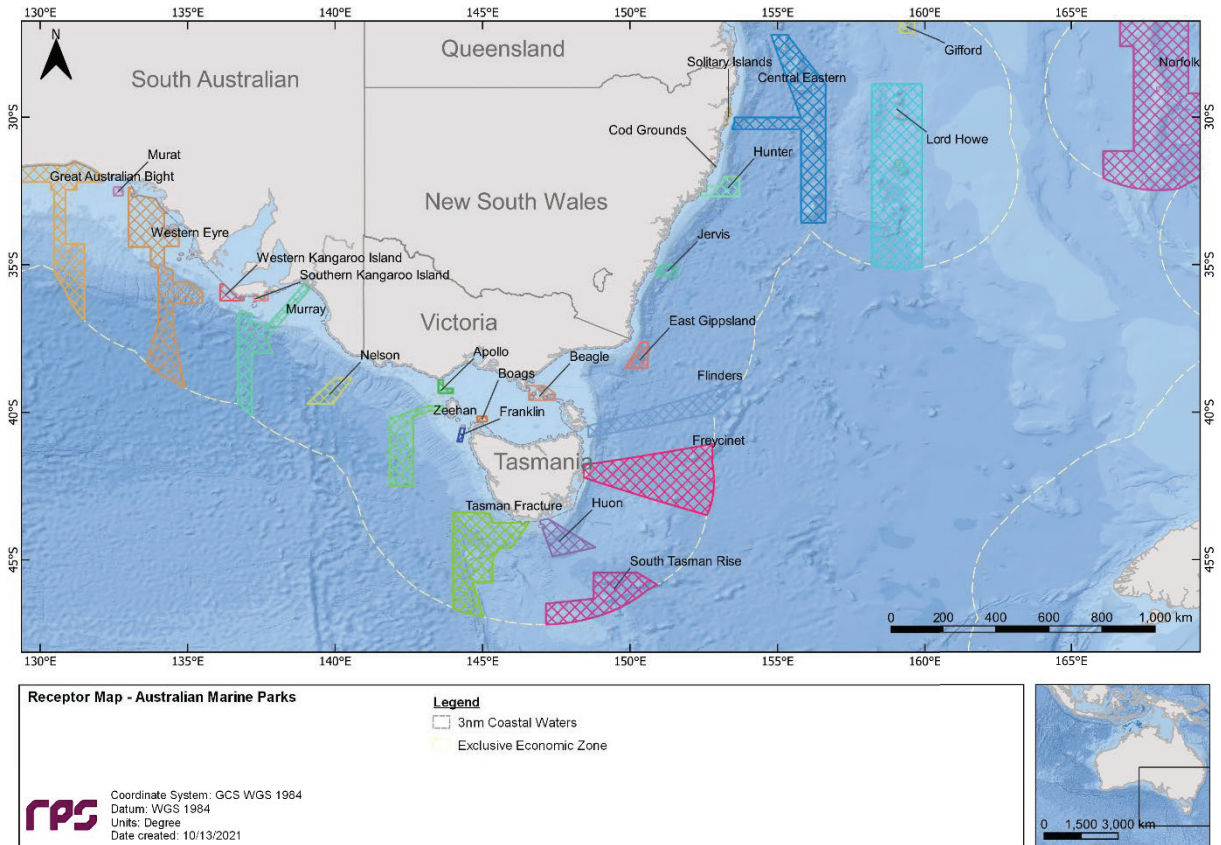 130°E 135°E 140°E 145°E 150°E 155°E 160°E 165°E
N
Queensland
Gifford
South Australian
Solitary Islands
Central Eastern
Norfolk
30°S
30°S
Cod Grounds
Lord Howe
Murat
Hunter
Great Australian Bight
New South Wales
Western Eyre
Jervis
35°S
35°S
Western Kangaroo Island
Southern Kangaroo Island
Murray
Victoria
East Gippsland
Nelson
Apollo
Beagle
Boags
Flinders
40°S
40°S
Zeehan
Franklin
Freycinet
Tasmania
Tasman Fracture
Huon
45°S
45°S
South Tasman Rise
0 200 400 600 800 1,000 km
130°E 135°E 140°E 145°E 150°E 155°E 160°E 165°E
Receptor Map - Australian Marine Parks
Legend
3nm Coastal Waters
Exclusive Economic Zone
rps
Coordinate System: GCS WGS 1984
Datum: WGS 1984
Units: Degree
Date created: 10/13/2021
0 1,500 3,000 km